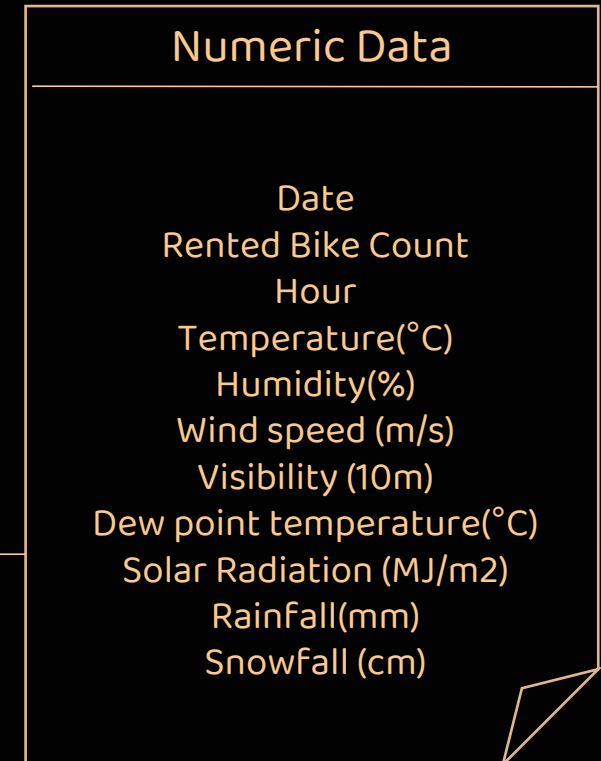 Numeric Data
Date
Rented Bike Count
Hour
Temperature(°C)
Humidity(%)
Wind speed (m/s)
Visibility (10m)
Dew point temperature(°C)
Solar Radiation (MJ/m2)
Rainfall(mm)
Snowfall (cm)